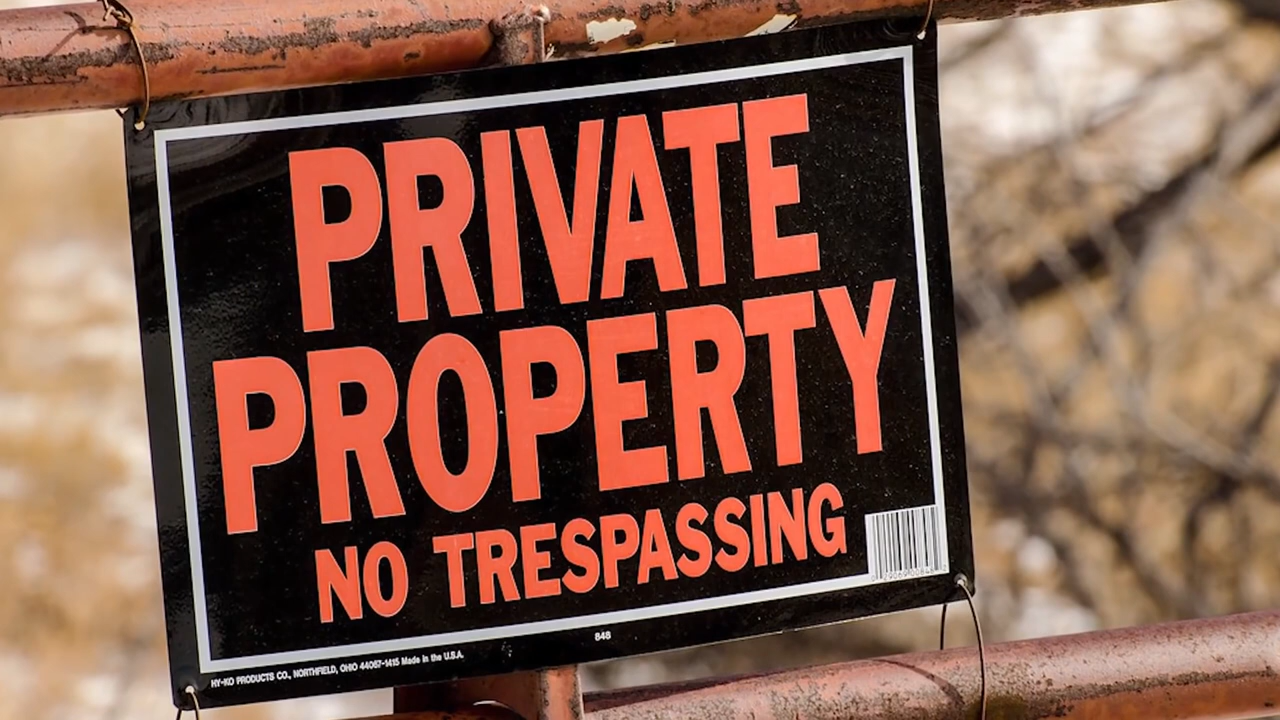 PRIVATE
PROPERTY
NO TRESPASSING
848
HY-KO PRODUCTS CO., NORTHFIELD, OHIO 44067-1415 Made in the U.S.A.